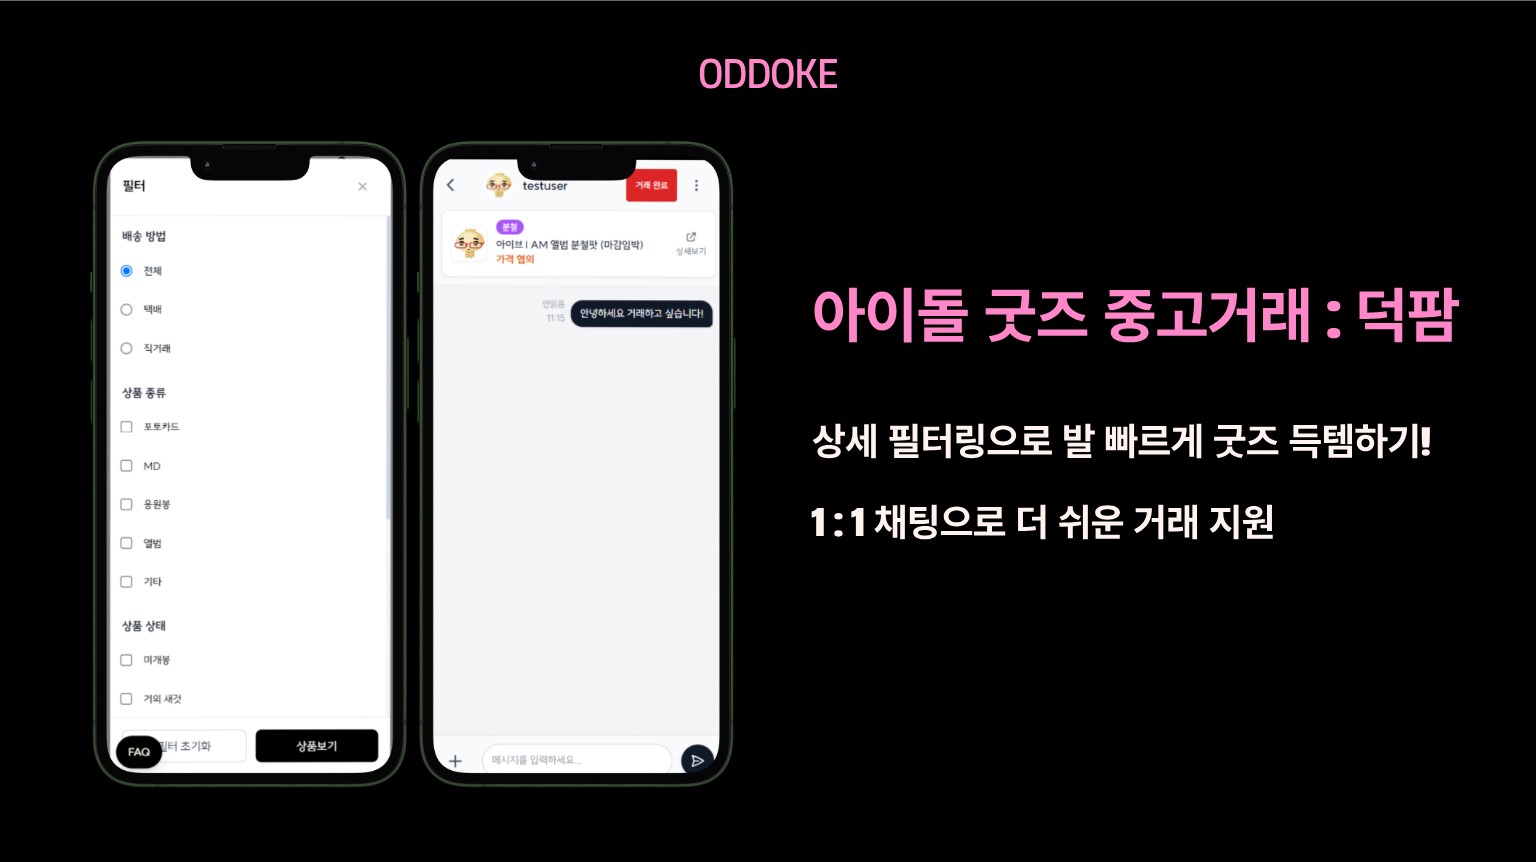 ODDOKE
필터
배송 방법
전체
택배
직거래
상품 종류
포토카드
MD
응원봉
앨범
기타
상품 상태
미개봉
거의 새것
FAQ
필터 초기화
상품보기
testuser
거래 완료
분철
아이브 I AM 앨범 분철팟 (마감임박)
가격 협의
상세보기
안읽음
11:15
안녕하세요 거래하고 싶습니다!
메시지를 입력하세요...
아이돌 굿즈 중고거래 : 덕팜
상세 필터링으로 발 빠르게 굿즈 득템하기!
1:1 채팅으로 더 쉬운 거래 지원